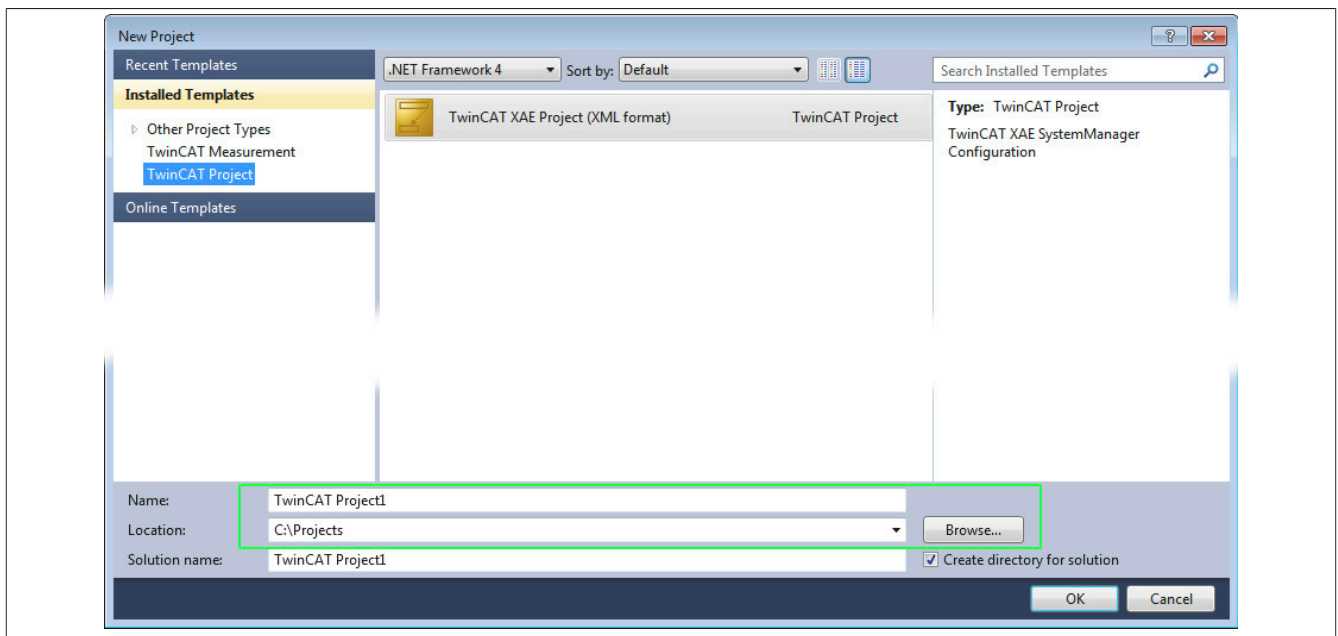 New Project
?
Recent Templates
Installed Templates
Other Project Types
TwinCAT Measurement
TwinCAT Project
Online Templates
.NET Framework 4 Sort by: Default
TwinCAT XAE Project (XML format) TwinCAT Project
Search Installed Templates
Type: TwinCAT Project
TwinCAT XAE SystemManager
Configuration
Name: TwinCAT Project1
Location: C:\Projects Browse...
Solution name: TwinCAT Project1 Create directory for solution
OK Cancel